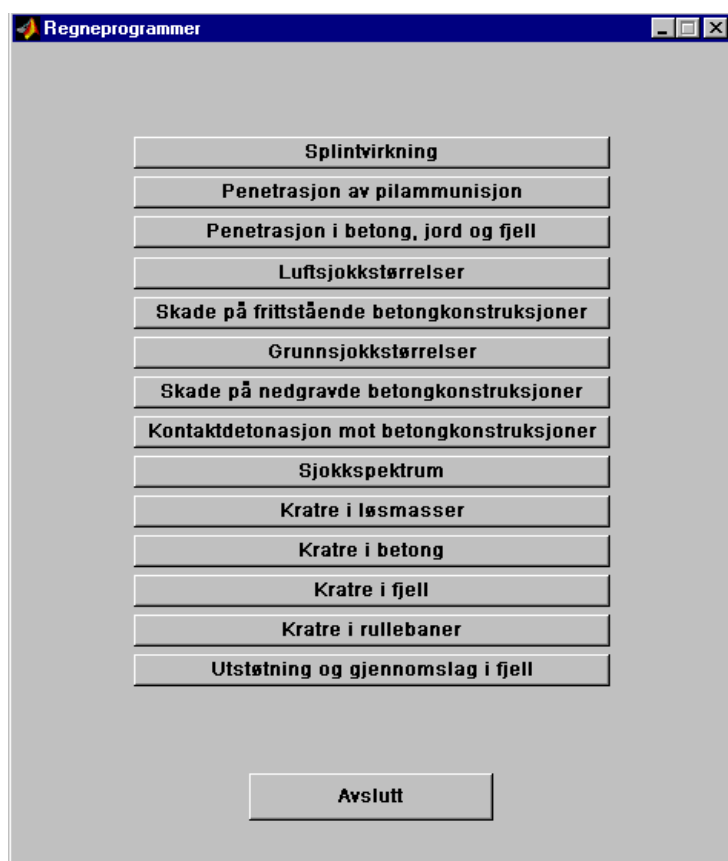 Regneprogrammer
Splintvirkning
Penetrasjon av pilammunisjon
Penetrasjon i betong, jord og fjell
Luftsjokkstørrelser
Skade på frittstående betongkonstruksjoner
Grunnsjokkstørrelser
Skade på nedgravde betongkonstruksjoner
Kontaktdetonasjon mot betongkonstruksjoner
Sjokkspektrum
Kratre i løsmasser
Kratre i betong
Kratre i fjell
Kratre i rullebaner
Utstøtning og gjennomslag i fjell
Avslutt